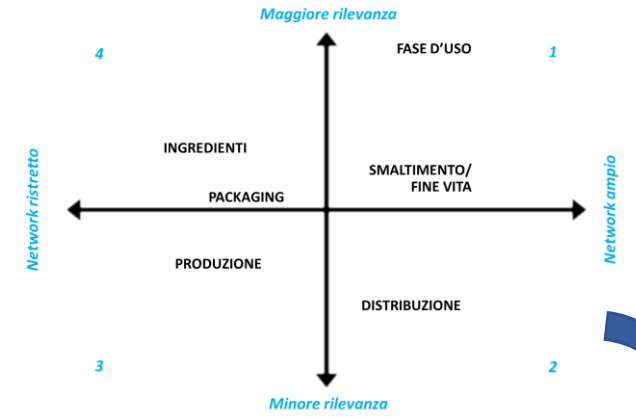 Maggiore rilevanza
4
FASE D'USO
1
INGREDIENTI
SMALTIMENTO/
FINE VITA
PACKAGING
Network ristretto
Network ampio
PRODUZIONE
DISTRIBUZIONE
3
2
Minore rilevanza